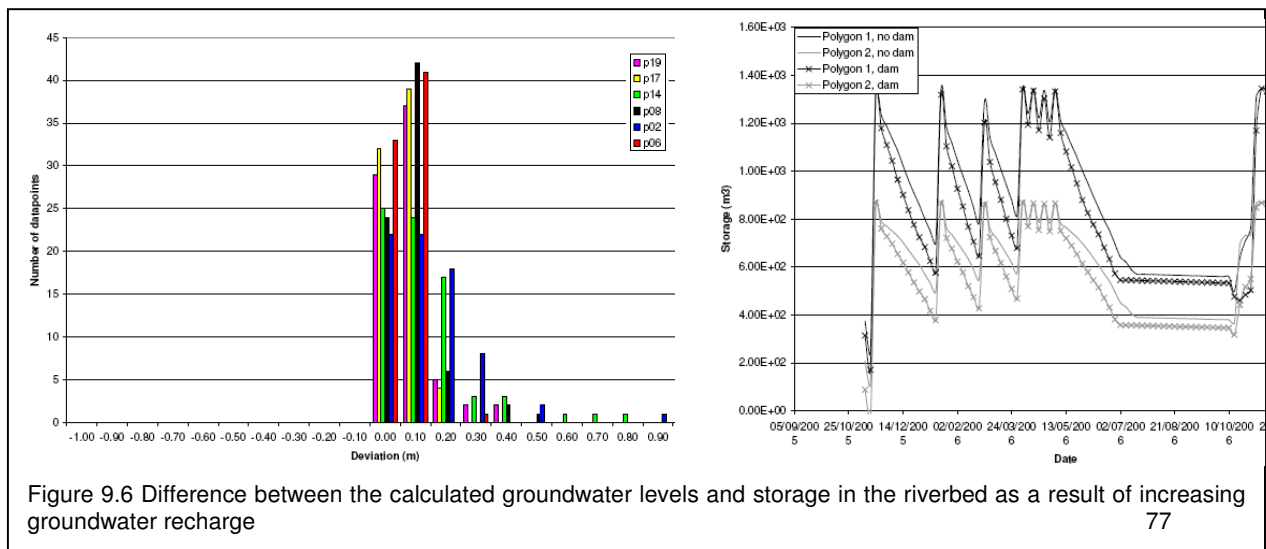 45
40
35
30
25
20
15
10
5
0
Number of datapoints
-1.00 -0.90 -0.80 -0.70 -0.60 -0.50 -0.40 -0.30 -0.20 -0.10 0.00 0.10 0.20 0.30 0.40 0.50 0.60 0.70 0.80 0.90
Deviation (m)
p19
p17
p14
p08
p02
p06
1.60E+03
1.40E+03
1.20E+03
1.00E+03
8.00E+02
6.00E+02
4.00E+02
2.00E+02
0.00E+00
Storage (m3)
Polygon 1, no dam
Polygon 2, no dam
Polygon 1, dam
Polygon 2, dam
05/09/200 25/10/200 14/12/200 02/02/200 24/03/200 13/05/200 02/07/200 21/08/200 10/10/200 2
5 5 5 6 6 6 6 6 6
Date
Figure 9.6 Difference between the calculated groundwater levels and storage in the riverbed as a result of increasing
groundwater recharge 77